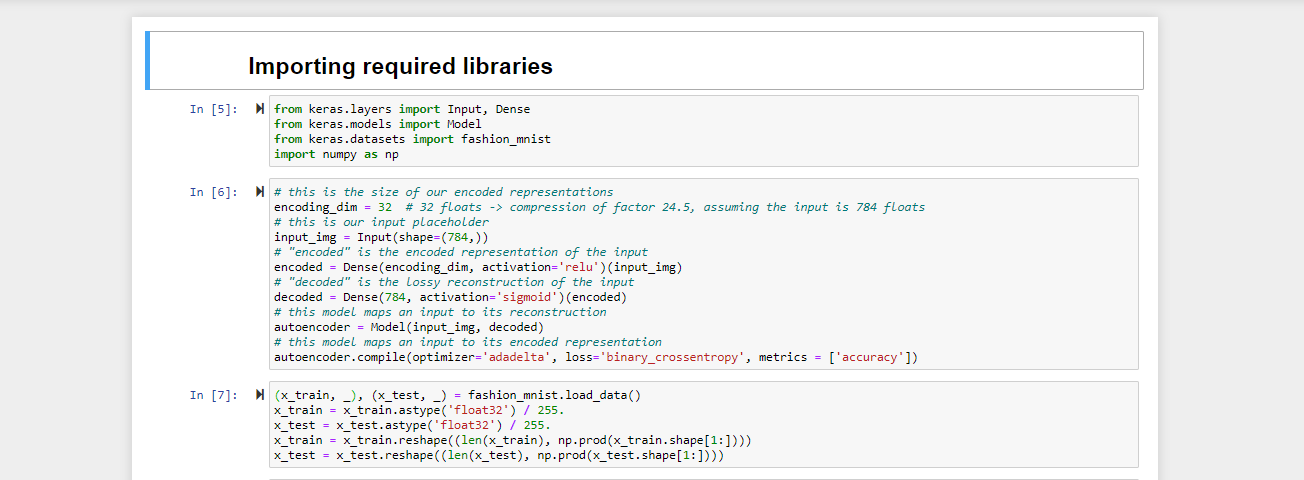 Importing required libraries
In [5]:
from keras.layers import Input, Dense
from keras.models import Model
from keras.datasets import fashion_mnist
import numpy as np
In [6]:
# this is the size of our encoded representations
encoding_dim = 32  # 32 floats -> compression of factor 24.5, assuming the input is 784 floats
# this is our input placeholder
input_img = Input(shape=(784,))
# "encoded" is the encoded representation of the input
encoded = Dense(encoding_dim, activation='relu')(input_img)
# "decoded" is the lossy reconstruction of the input
decoded = Dense(784, activation='sigmoid')(encoded)
# this model maps an input to its reconstruction
autoencoder = Model(input_img, decoded)
# this model maps an input to its encoded representation
autoencoder.compile(optimizer='adadelta', loss='binary_crossentropy', metrics = ['accuracy'])
In [7]:
(x_train, _), (x_test, _) = fashion_mnist.load_data()
x_train = x_train.astype('float32') / 255.
x_test = x_test.astype('float32') / 255.
x_train = x_train.reshape((len(x_train), np.prod(x_train.shape[1:])))
x_test = x_test.reshape((len(x_test), np.prod(x_test.shape[1:])))